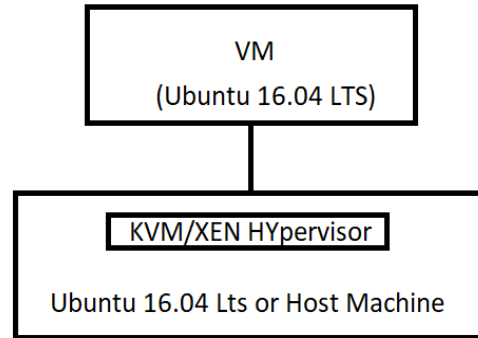 VM
(Ubuntu 16.04 LTS)
KVM/XEN HYpervisor
Ubuntu 16.04 Lts or Host Machine